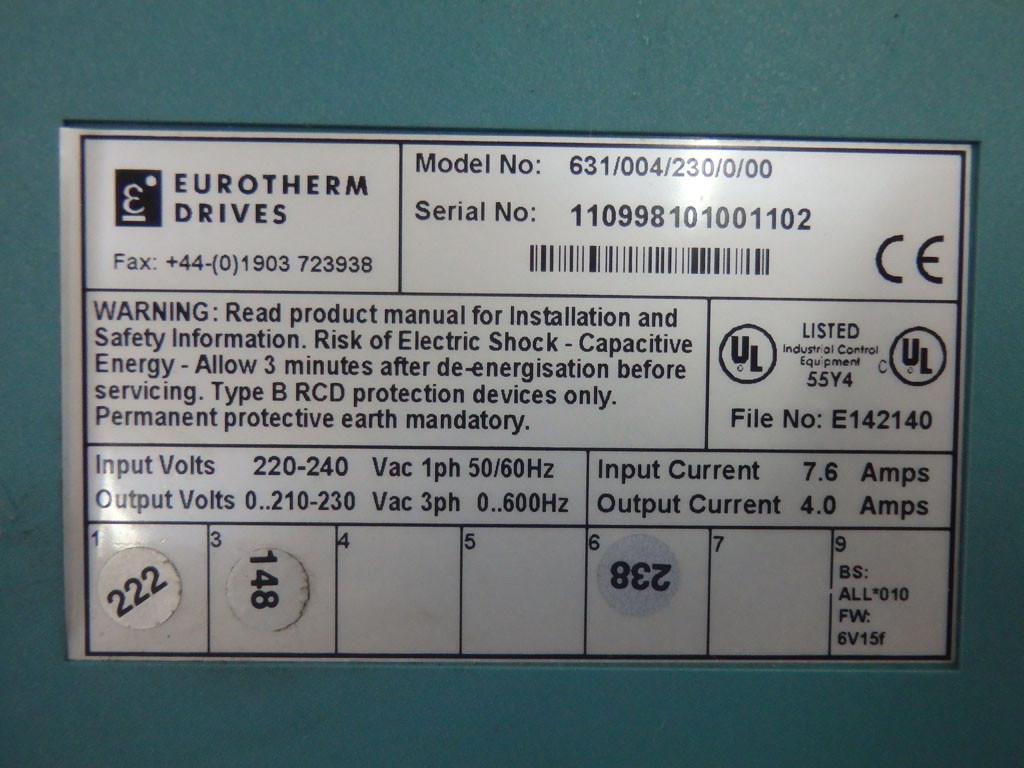 EUROTHERM
DRIVES
Fax: +44-(0)1903 723938
Model No: 631/004/230/0/00
Serial No: 110998101001102
CE
WARNING: Read product manual for Installation and
Safety Information. Risk of Electric Shock - Capacitive
Energy - Allow 3 minutes after de-energisation before
servicing. Type B RCD protection devices only.
Permanent protective earth mandatory.
UL
LISTED
Industrial Control
Equipment
55Y4
C UL
File No: E142140
Input Volts 220-240 Vac 1ph 50/60Hz
Output Volts 0..210-230 Vac 3ph 0..600Hz
Input Current 7.6 Amps
Output Current 4.0 Amps
1
222
3
148
4
5
6
238
7
9
BS:
ALL*010
FW:
6V15f